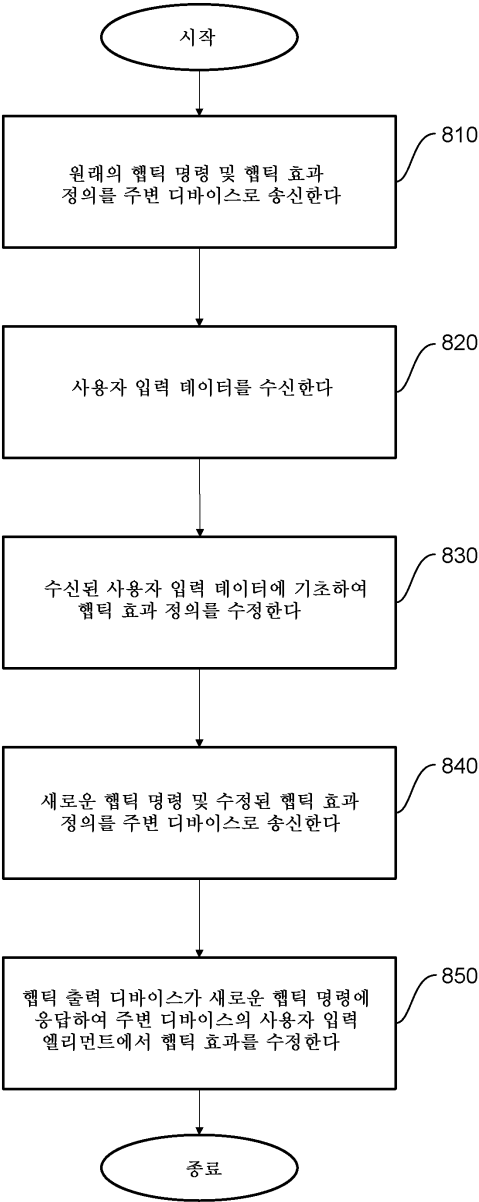 시작
810
원래의 햅틱 명령 및 햅틱 효과
정의를 주변 디바이스로 송신한다
820
사용자 입력 데이터를 수신한다
830
수신된 사용자 입력 데이터에 기초하여
햅틱 효과 정의를 수정한다
840
새로운 햅틱 명령 및 수정된 햅틱 효과
정의를 주변 디바이스로 송신한다
850
햅틱 출력 디바이스가 새로운 햅틱 명령에
응답하여 주변 디바이스의 사용자 입력
엘리먼트에서 햅틱 효과를 수정한다
종료